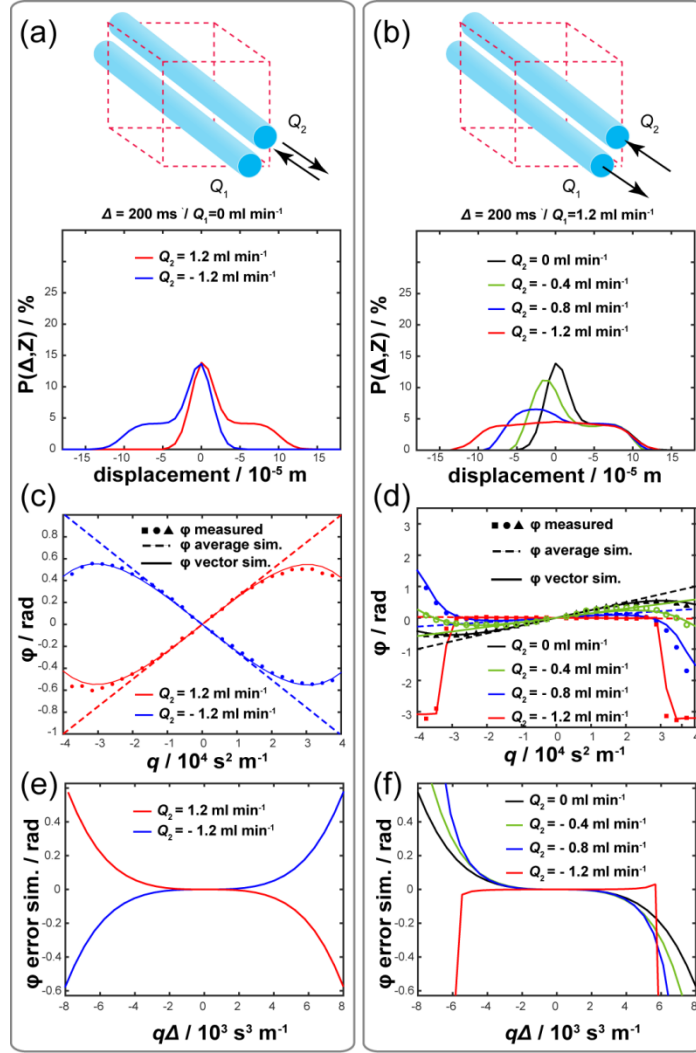 (a)
Q2
Q1
Δ = 200 ms / Q1=0 ml min-1
Q2 = 1.2 ml min-1
Q2 = - 1.2 ml min-1
P(Δ,Z) / %
30
25
20
15
10
5
0
-15 -10 -5 0 5 10 15
displacement / 10-5 m
(b)
Q2
Q1
Δ = 200 ms / Q1=1.2 ml min-1
Q2 = 0 ml min-1
Q2 = - 0.4 ml min-1
Q2 = - 0.8 ml min-1
Q2 = - 1.2 ml min-1
P(Δ,Z) / %
30
25
20
15
10
5
0
-15 -10 -5 0 5 10 15
displacement / 10-5 m
(c)
φ measured
φ average sim.
φ vector sim.
Q2 = 1.2 ml min-1
Q2 = - 1.2 ml min-1
φ / rad
1
0.8
0.6
0.4
0.2
0
-0.2
-0.4
-0.6
-0.8
-1
-4 -3 -2 -1 0 1 2 3 4
q / 104 s2 m-1
(d)
φ measured
φ average sim.
φ vector sim.
Q2 = 0 ml min-1
Q2 = - 0.4 ml min-1
Q2 = - 0.8 ml min-1
Q2 = - 1.2 ml min-1
φ / rad
3
2
1
0
-1
-2
-3
-4 -3 -2 -1 0 1 2 3 4
q / 104 s2 m-1
(e)
Q2 = 1.2 ml min-1
Q2 = - 1.2 ml min-1
φ error sim. / rad
0.4
0.2
0
-0.2
-0.4
-0.6
-8 -6 -4 -2 0 2 4 6 8
qΔ / 103 s3 m-1
(f)
Q2 = 0 ml min-1
Q2 = - 0.4 ml min-1
Q2 = - 0.8 ml min-1
Q2 = - 1.2 ml min-1
φ error sim. / rad
0.4
0.2
0
-0.2
-0.4
-0.6
-8 -6 -4 -2 0 2 4 6 8
qΔ / 103 s3 m-1